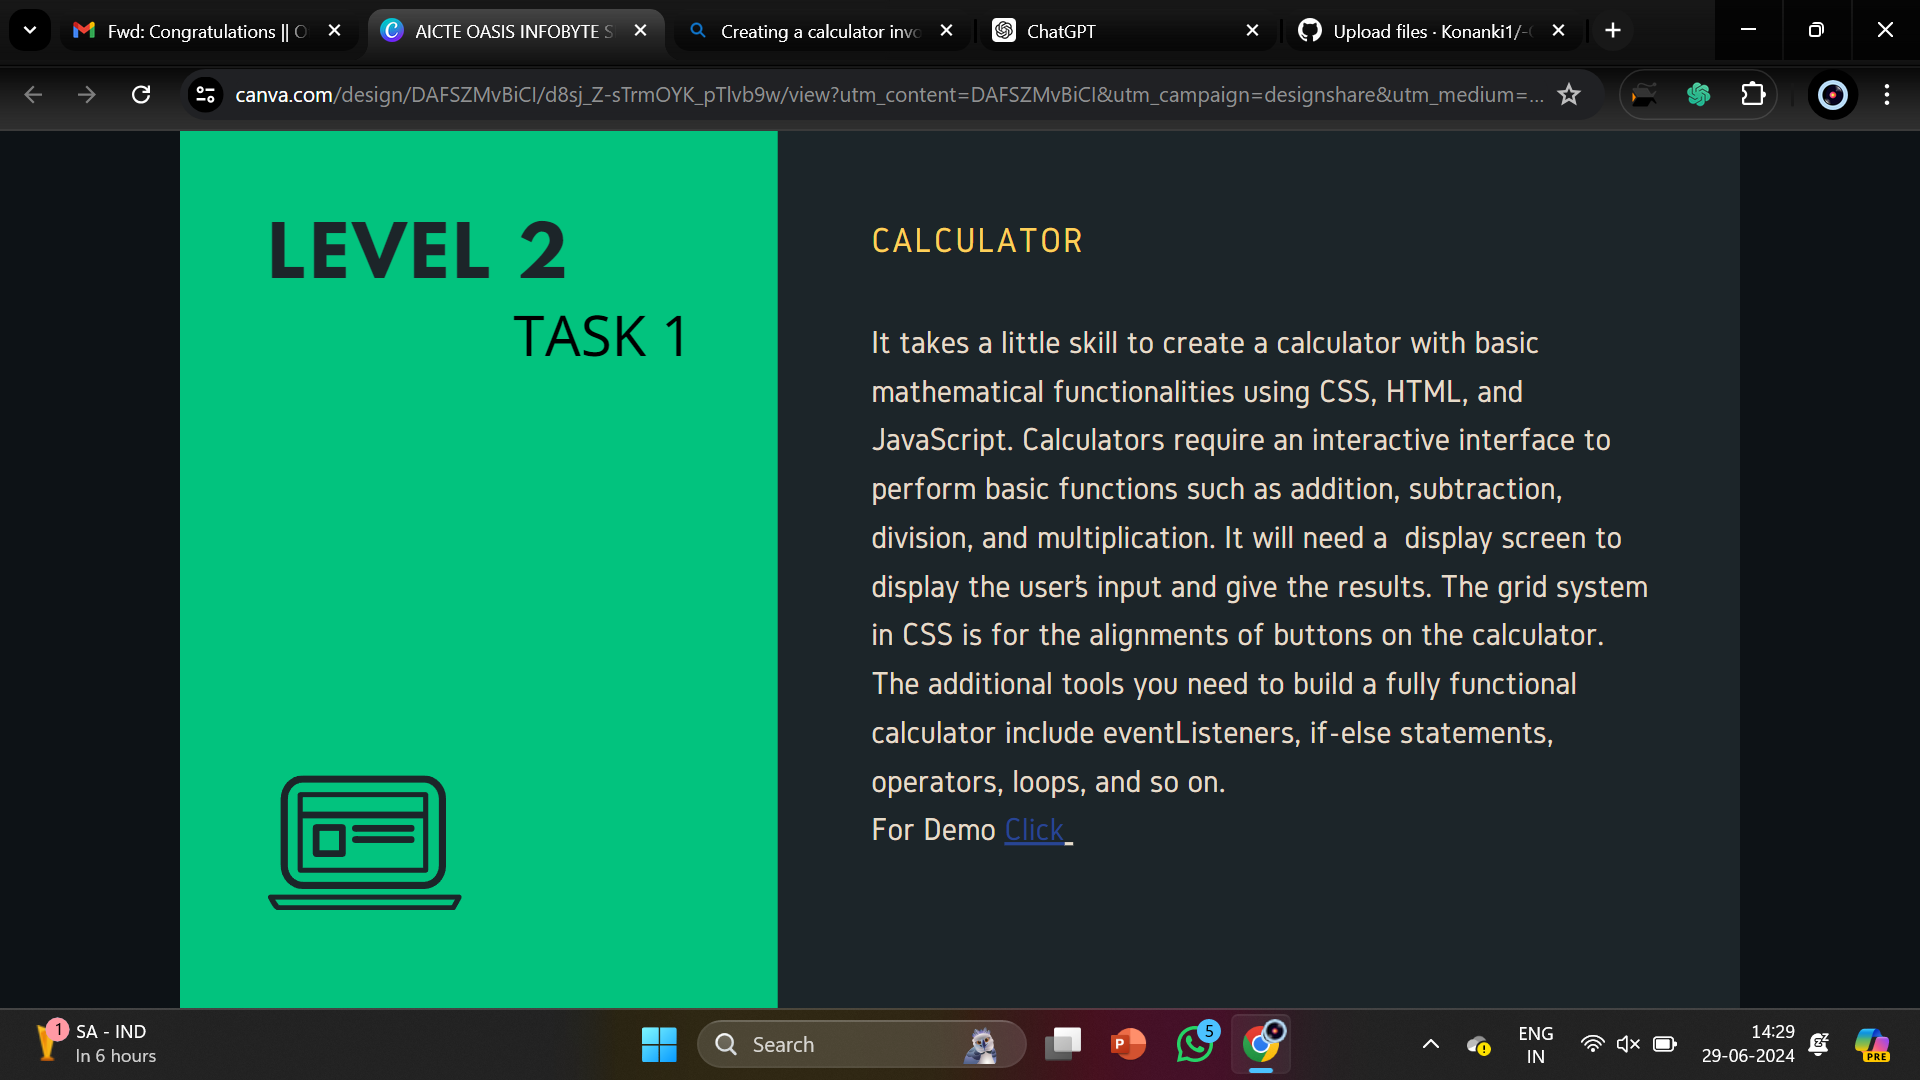 Fwd: Congratulations || O
AICTE OASIS INFOBYTE S
Creating a calculator invo
ChatGPT
Upload files · Konanki1/-
canva.com/design/DAFSZMvBiCI/d8sj_Z-sTrmOYK_pTlvb9w/view?utm_content=DAFSZMvBiCI&utm_campaign=designshare&utm_medium=...
LEVEL 2
TASK 1
CALCULATOR
It takes a little skill to create a calculator with basic
mathematical functionalities using CSS, HTML, and
JavaScript. Calculators require an interactive interface to
perform basic functions such as addition, subtraction,
division, and multiplication. It will need a  display screen to
display the user's input and give the results. The grid system
in CSS is for the alignments of buttons on the calculator.
The additional tools you need to build a fully functional
calculator include eventListeners, if-else statements,
operators, loops, and so on.
For Demo Click
1
SA - IND
In 6 hours
Search
P
5
ENG
IN
14:29
29-06-2024
PRE